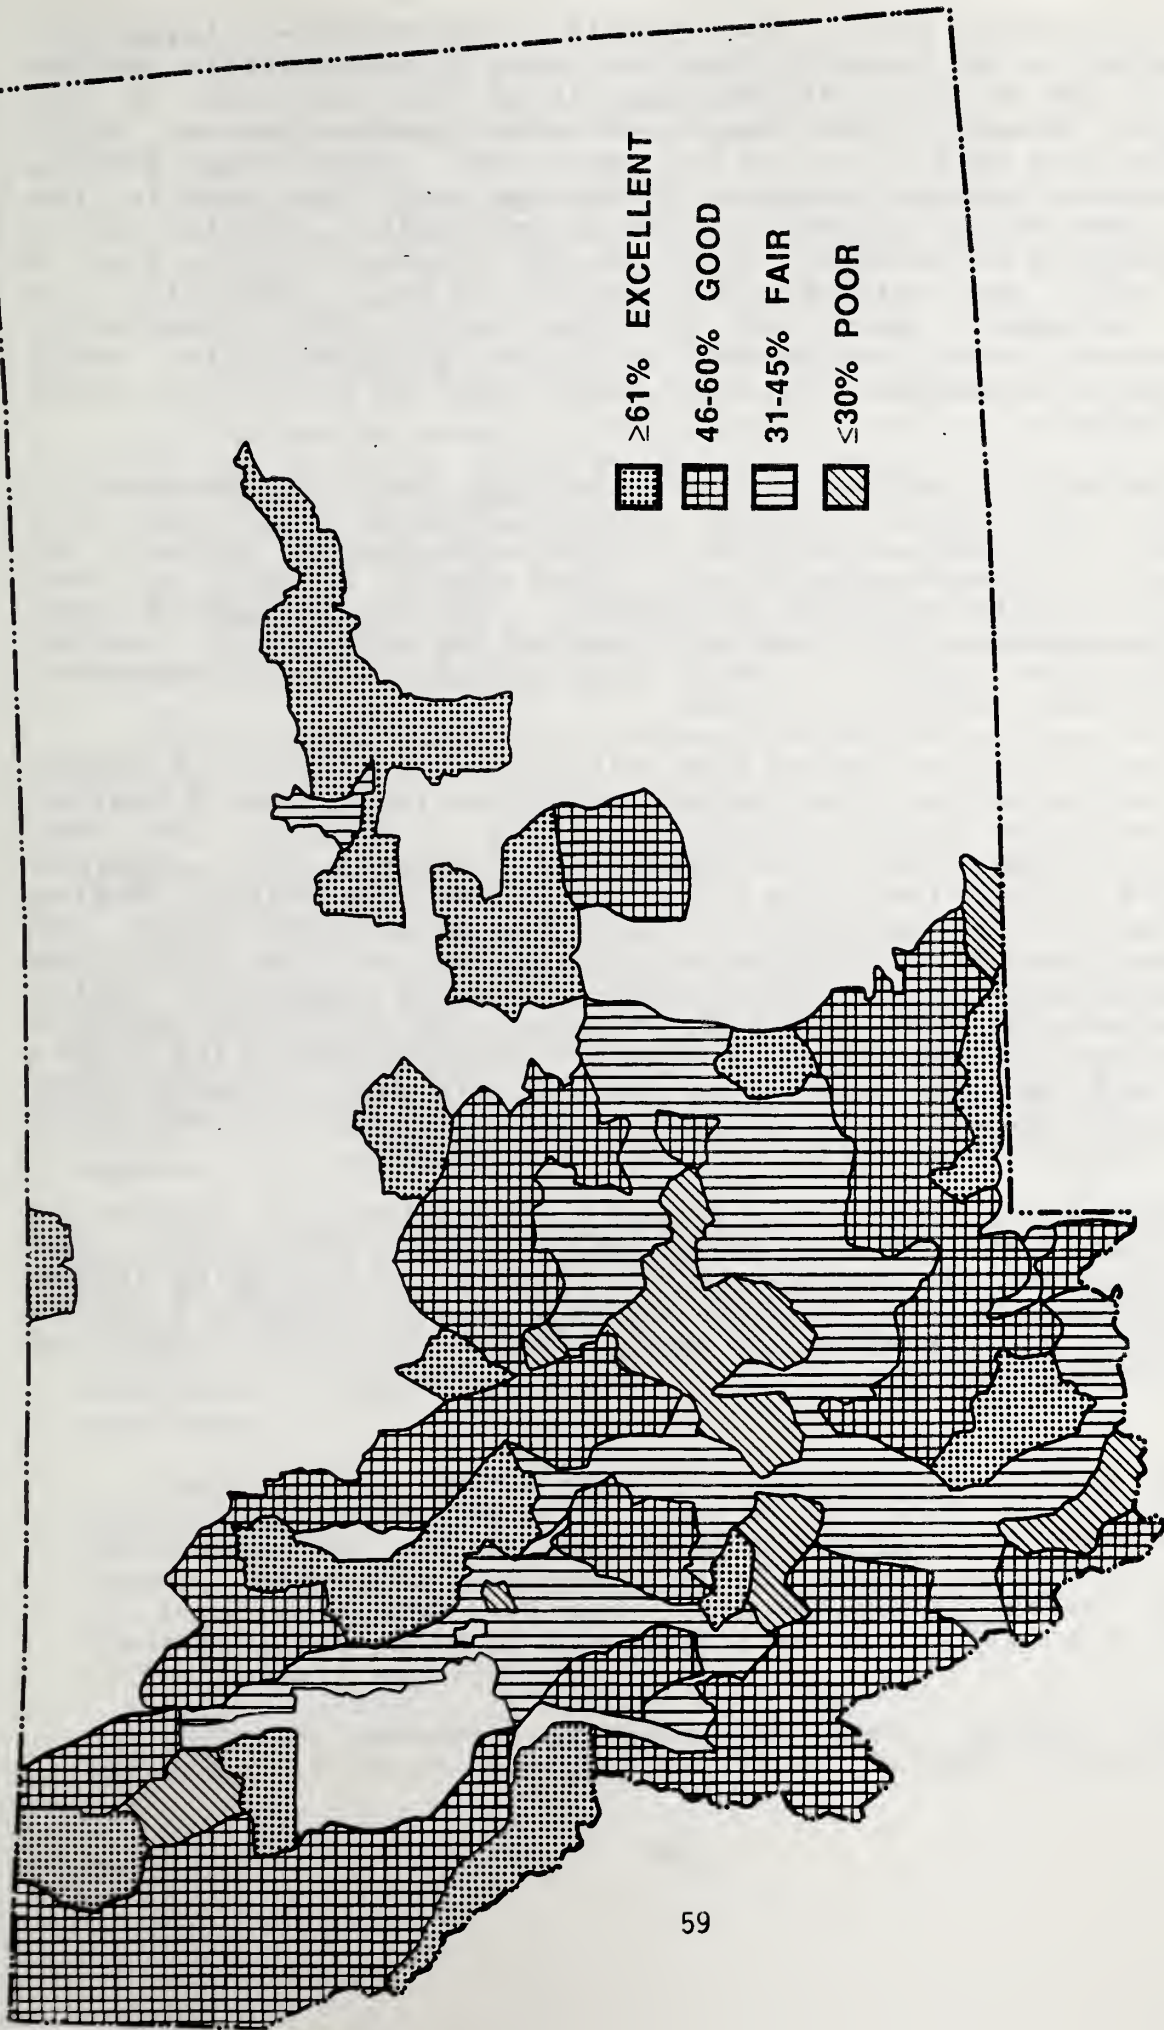 ≥61% EXCELLENT
46-60% GOOD
31-45% FAIR
≤30% POOR
59